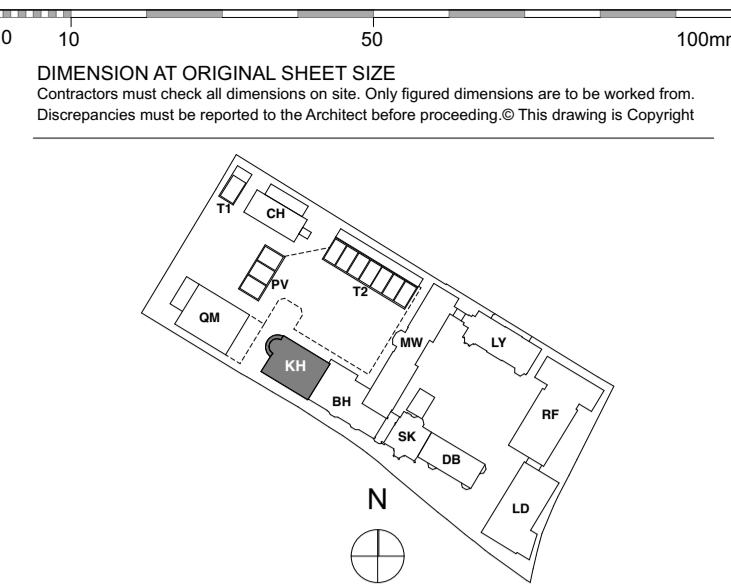 0 10 50 100mm
DIMENSION AT ORIGINAL SHEET SIZE
Contractors must check all dimensions on site. Only figured dimensions are to be worked from.
Discrepancies must be reported to the Architect before proceeding.© This drawing is Copyright
T1
CH
PV
T2
QM
MW
LY
KH
BH
RF
SK
DB
LD
N